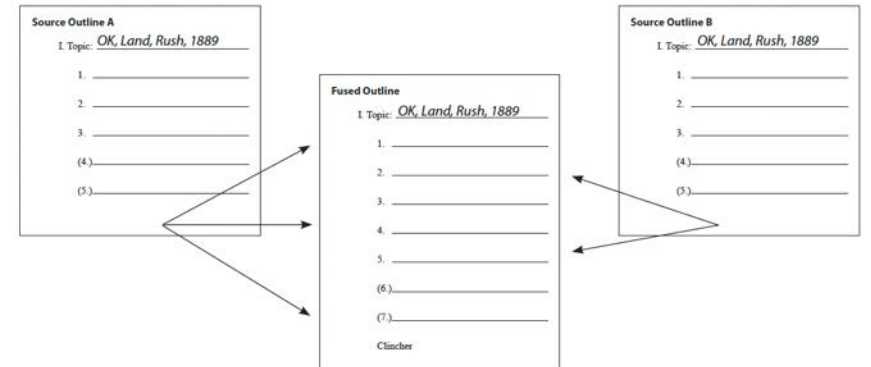 Source Outline A
I. Topic: OK, Land, Rush, 1889
1.
2.
3.
(4.)
(5.)
Fused Outline
I. Topic: OK, Land, Rush, 1889
1.
2.
3.
4.
5.
(6.)
(7.)
Clincher
Source Outline B
I. Topic: OK, Land, Rush, 1889
1.
2.
3.
(4.)
(5.)